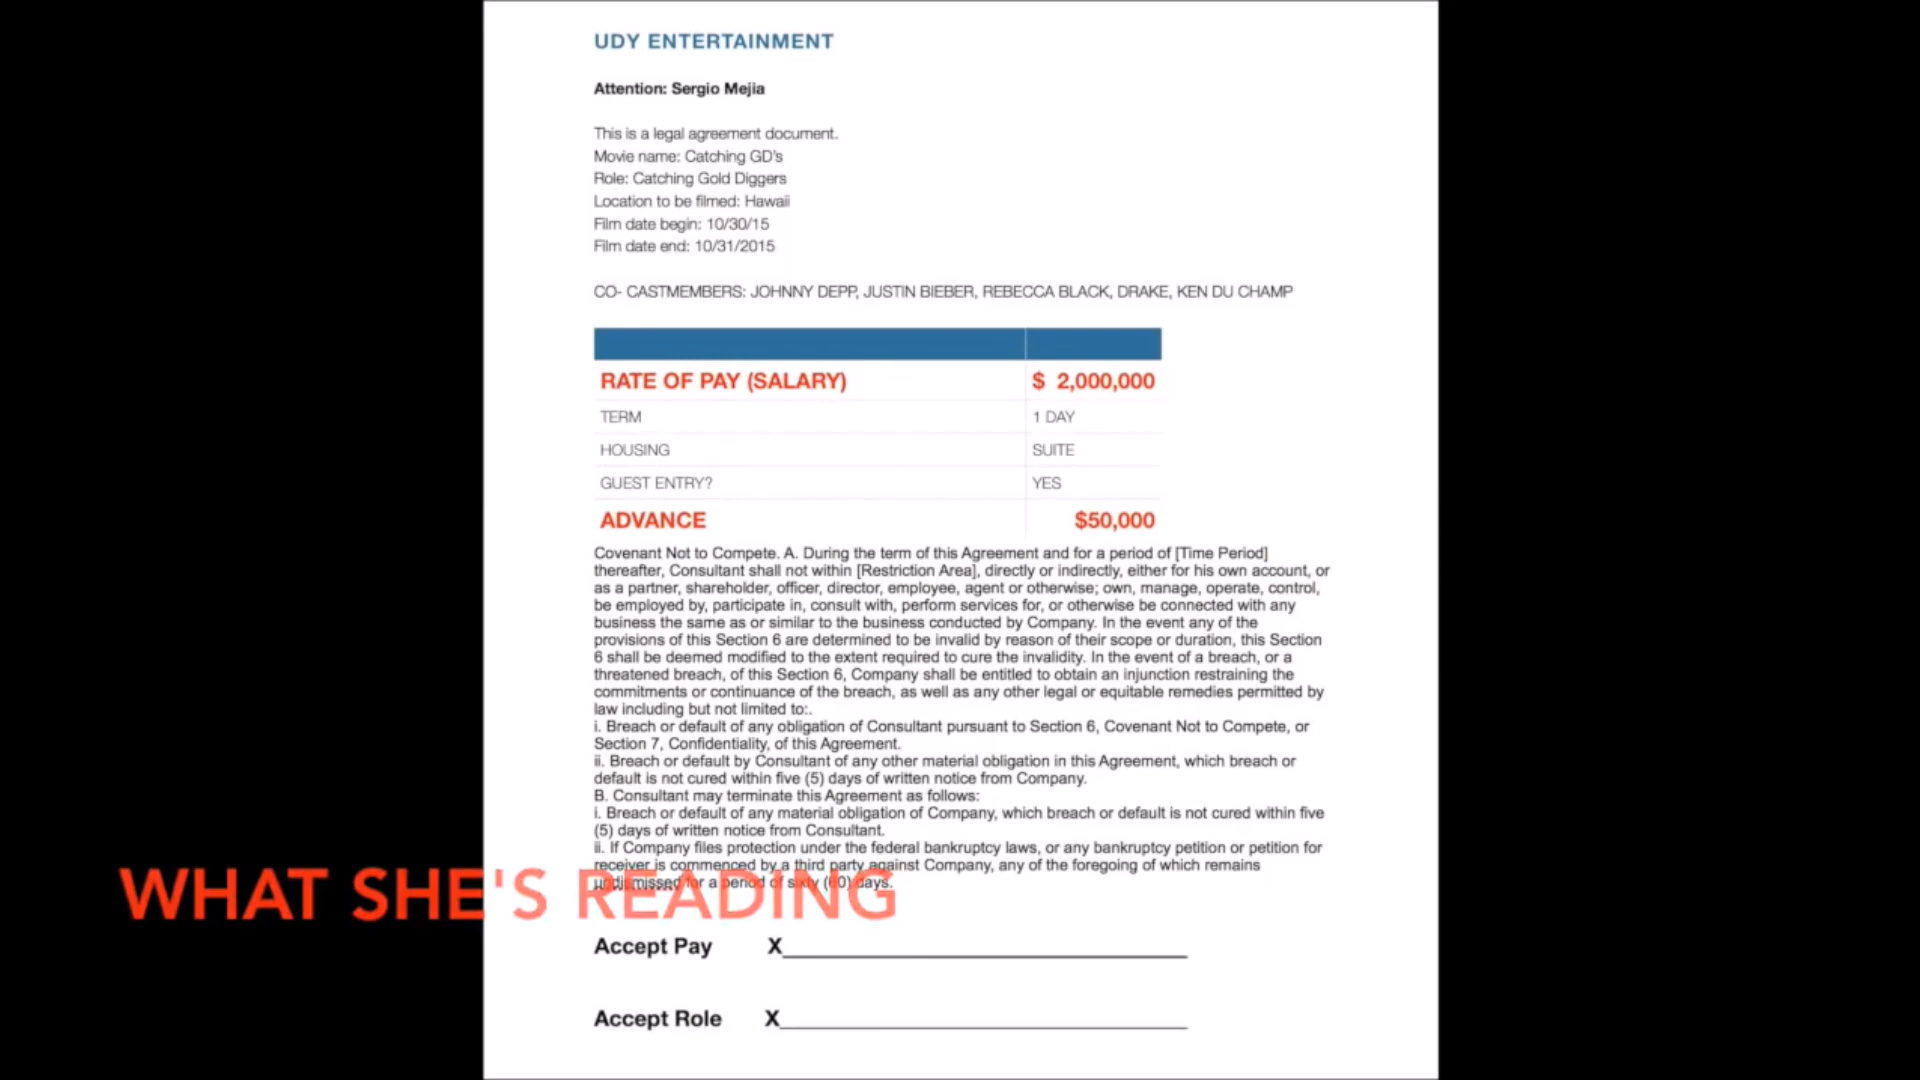 UDY ENTERTAINMENT
Attention: Sergio Mejia
This is a legal agreement document.
Movie name: Catching GD's
Role: Catching Gold Diggers
Location to be filmed: Hawaii
Film date begin: 10/30/15
Film date end: 10/31/2015
CO- CASTMEMBERS: JOHNNY DEPP, JUSTIN BIEBER, REBECCA BLACK, DRAKE, KEN DU CHAMP
RATE OF PAY (SALARY) $ 2,000,000
TERM 1 DAY
HOUSING SUITE
GUEST ENTRY? YES
ADVANCE $50,000
Covenant Not to Compete. A. During the term of this Agreement and for a period of [Time Period]
thereafter, Consultant shall not within [Restriction Area], directly or indirectly, either for his own account, or
as a partner, shareholder, officer, director, employee, agent or otherwise; own, manage, operate, control,
be employed by, participate in, consult with, perform services for, or otherwise be connected with any
business the same as or similar to the business conducted by Company. In the event any of the
provisions of this Section 6 are determined to be invalid by reason of their scope or duration, this Section
6 shall be deemed modified to the extent required to cure the invalidity. In the event of a breach, or a
threatened breach, of this Section 6, Company shall be entitled to obtain an injunction restraining the
commitments or continuance of the breach, as well as any other legal or equitable remedies permitted by
law including but not limited to:.
i. Breach or default of any obligation of Consultant pursuant to Section 6, Covenant Not to Compete, or
Section 7, Confidentiality, of this Agreement.
ii. Breach or default by Consultant of any other material obligation in this Agreement, which breach or
default is not cured within five (5) days of written notice from Company.
B. Consultant may terminate this Agreement as follows:
i. Breach or default of any material obligation of Company, which breach or default is not cured within five
(5) days of written notice from Consultant.
ii. If Company files protection under the federal bankruptcy laws, or any bankruptcy petition or petition for
receiver is commenced by a third party against Company, any of the foregoing of which remains
undismissed for a period of sixty (60) days.
WHAT SHE'S READING
Accept Pay X
Accept Role X